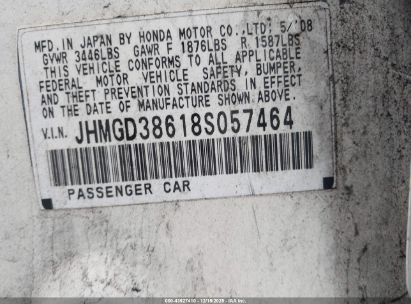 MFD.IN JAPAN BY HONDA MOTOR CO.,LTD. 5/'08
GVWR 3446LBS GAWR F 1876LBS R 1587LBS
THIS VEHICLE CONFORMS TO ALL APPLICABLE
FEDERAL MOTOR VEHICLE SAFETY, BUMPER,
AND THEFT PREVENTION STANDARDS IN EFFECT
ON THE DATE OF MANUFACTURE SHOWN ABOVE.
V.I.N. JHMGD38618S057464
PASSENGER CAR